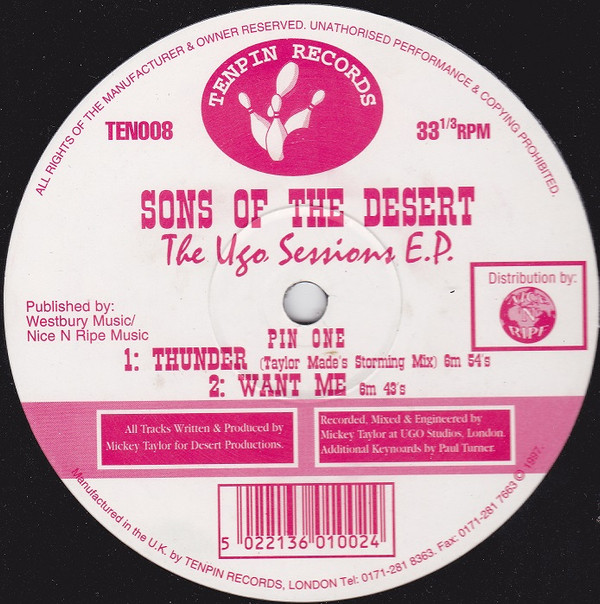 ALL RIGHTS OF THE MANUFACTURER & OWNER RESERVED. UNATHORISED PERFORMANCE & COPYING PROHIBITED.
TENPIN RECORDS
TEN008
33 1/3 RPM
SONS OF THE DESERT
The Ugo Sessions E.P.
Distribution by:
NICE
'N'
RIPE
Published by:
Westbury Music/
Nice N Ripe Music
PIN ONE
1: THUNDER (Taylor Made's Storming Mix) 6m 54's
2: WANT ME 6m 43's
All Tracks Written & Produced by
Mickey Taylor for Desert Productions.
Recorded, Mixed & Engineered by
Mickey Taylor at UGO Studios, London.
Additional Keynoards by Paul Turner.
5 022136 010024
Manufactured in the U.K. by TENPIN RECORDS, LONDON Tel: 0171-281 8363. Fax: 0171-281 7663 © 1997.